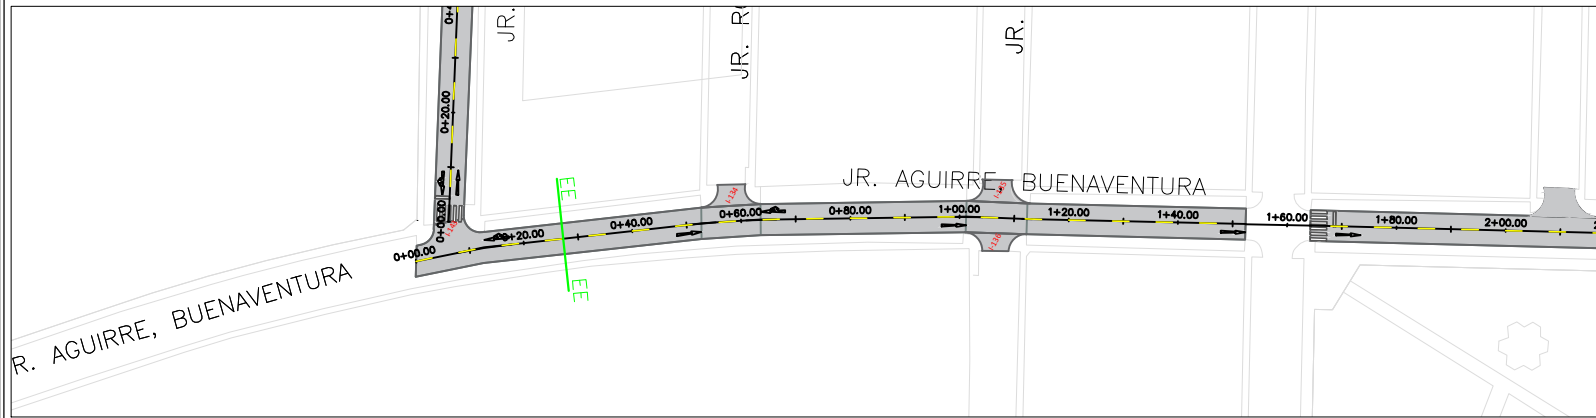 JR.
JR.
JR.
0+20.00
0+00.00
I-134
I-136
EE
JR. AGUIRRE, BUENAVENTURA
0+00.00
0+20.00
0+40.00
0+60.00
0+80.00
1+00.00
1+20.00
1+40.00
1+60.00
1+80.00
2+00.00
EE
R. AGUIRRE, BUENAVENTURA